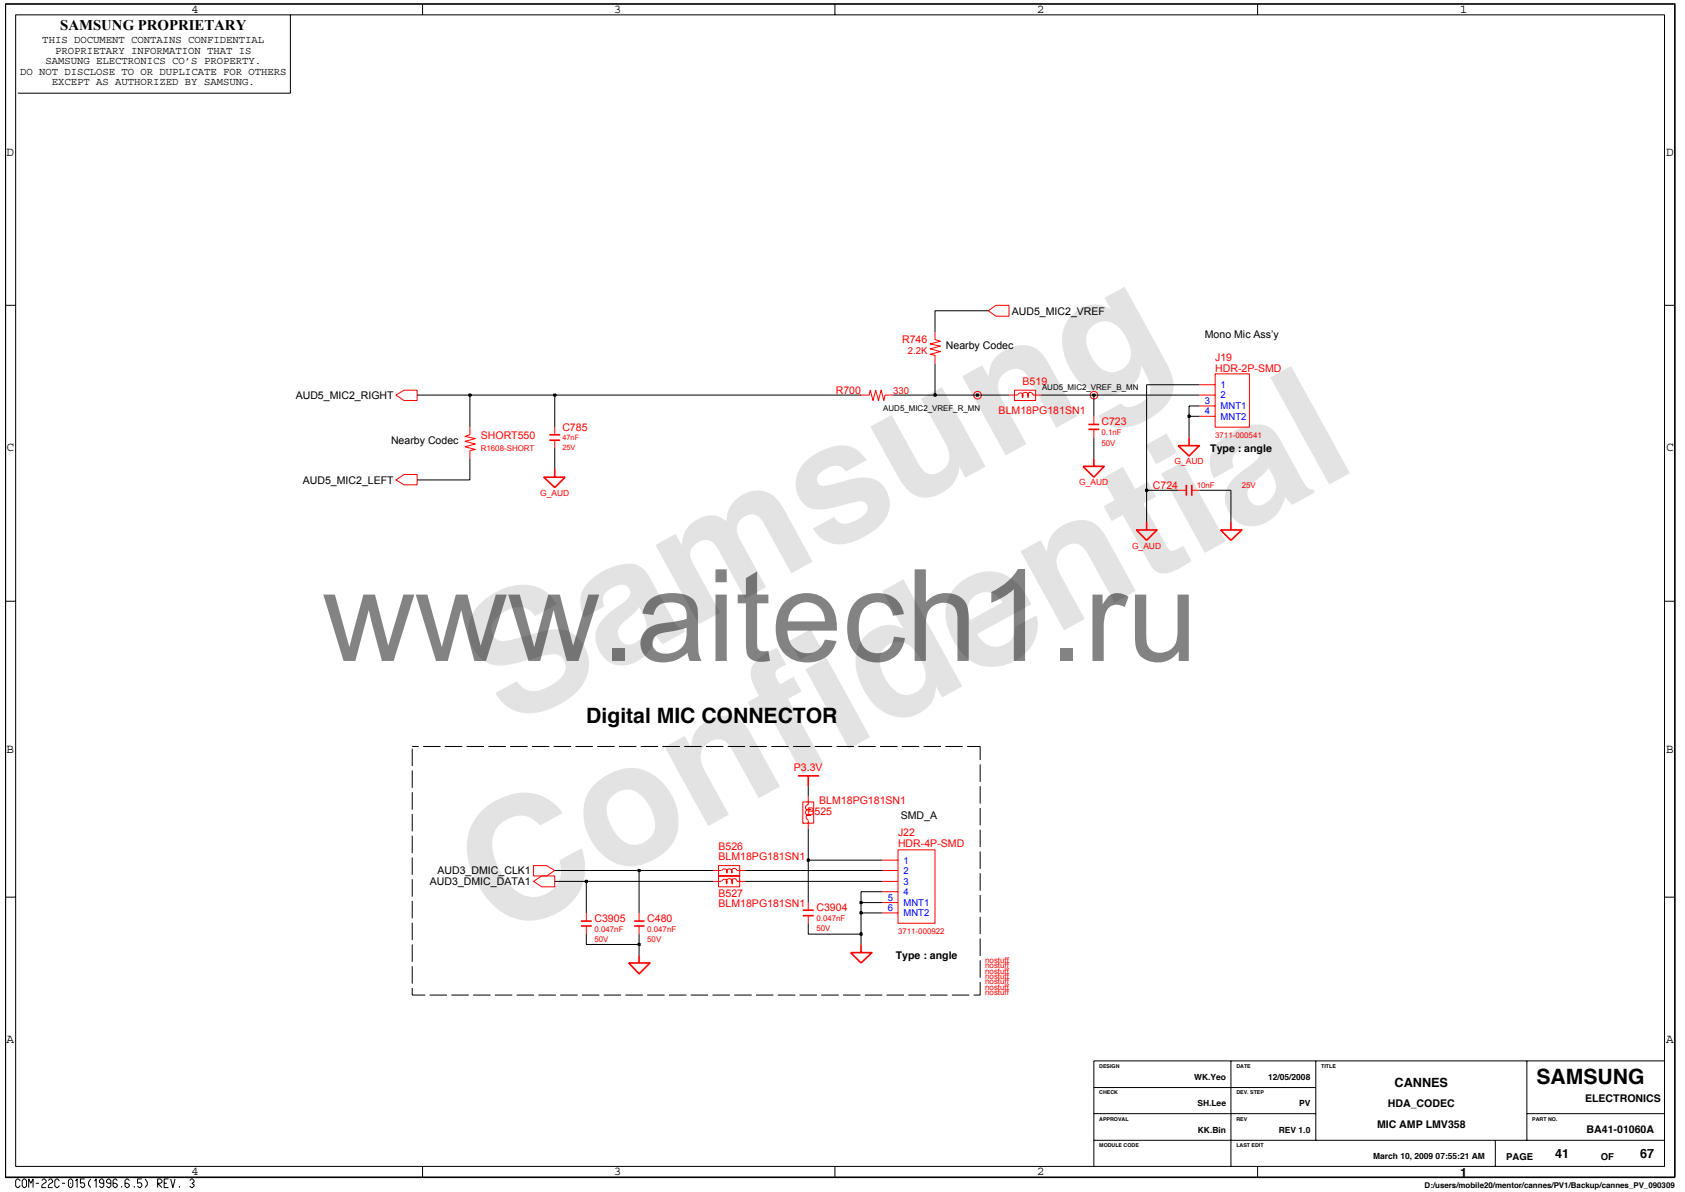 4 3 2 1
SAMSUNG PROPRIETARY
THIS DOCUMENT CONTAINS CONFIDENTIAL
PROPRIETARY INFORMATION THAT IS
SAMSUNG ELECTRONICS CO'S PROPERTY.
DO NOT DISCLOSE TO OR DUPLICATE FOR OTHERS
EXCEPT AS AUTHORIZED BY SAMSUNG.
D D
AUD5_MIC2_VREF
R746
2.2K
Nearby Codec
Mono Mic Ass'y
J19
HDR-2P-SMD
AUD5_MIC2_RIGHT
R700 330
AUD5_MIC2_VREF_R_MN
B519
BLM18PG181SN1
AUD5_MIC2_VREF_B_MN
1
2
3 MNT1
4 MNT2
3711-000541
Type : angle
G_AUD
Nearby Codec
SHORT550
R1608-SHORT
C785
47nF
25V
G_AUD
C723
0.1nF
50V
G_AUD
C C
AUD5_MIC2_LEFT
C724 10nF 25V
G_AUD
Samsung
Confidential
www.aitech1.ru
Digital MIC CONNECTOR
B B
P3.3V
BLM18PG181SN1
B525
SMD_A
J22
HDR-4P-SMD
B526
BLM18PG181SN1
AUD3_DMIC_CLK1
AUD3_DMIC_DATA1
B527
BLM18PG181SN1
1
2
3
4
5 MNT1
6 MNT2
3711-000922
Type : angle
C3905
0.047nF
50V
C480
0.047nF
50V
C3904
0.047nF
50V
nostuff
nostuff
nostuff
nostuff
nostuff
nostuff
nostuff
A A
DESIGN WK.Yeo
DATE 12/05/2008
TITLE
CANNES
HDA_CODEC
MIC AMP LMV358
SAMSUNG
ELECTRONICS
CHECK SH.Lee
DEV. STEP PV
APPROVAL KK.Bin
REV REV 1.0
PART NO. BA41-01060A
MODULE CODE
LAST EDIT March 10, 2009 07:55:21 AM
PAGE 41 OF 67
4 3 2 1
COM-22C-015(1996.6.5) REV. 3
D:/users/mobile20/mentor/cannes/PV1/Backup/cannes_PV_090309